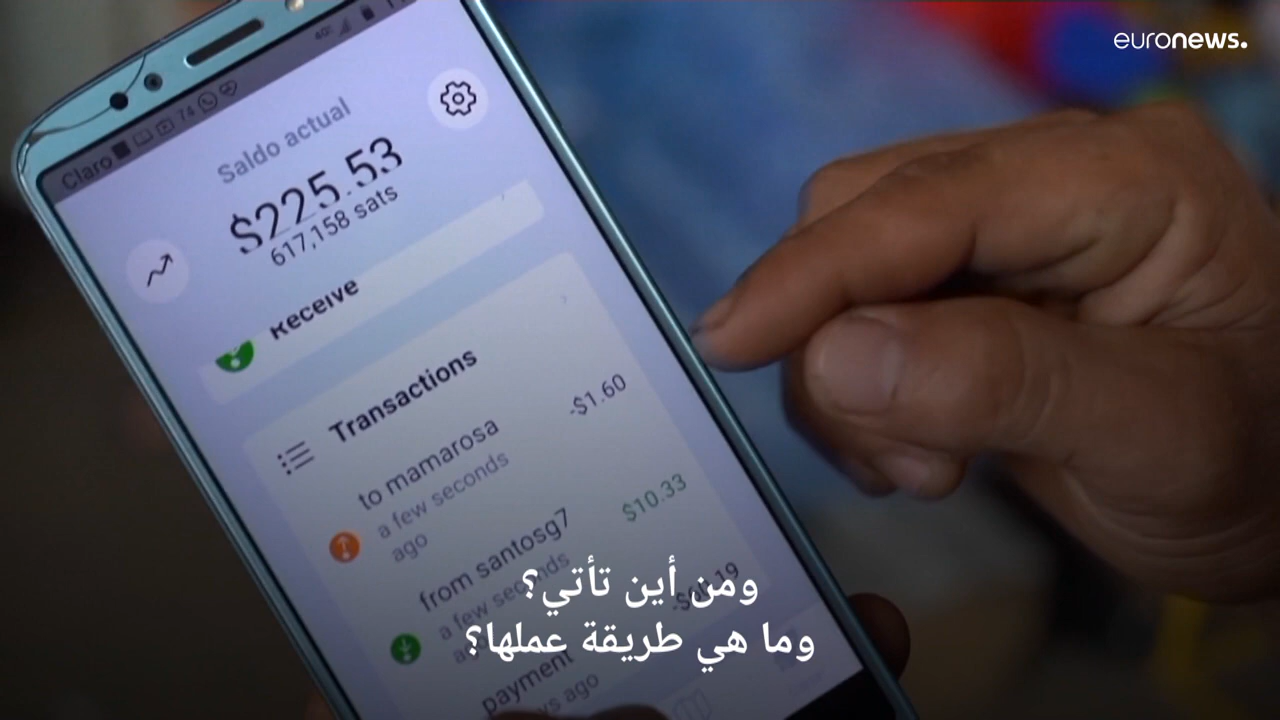 euronews.
Claro
Saldo actual
$225.53
617,158 sats
Receive
Transactions
to mamarosa
-$1.60
a few seconds
ago
from santosg7
$10.33
a few seconds
payment
ago
ومن أين تأتي؟
وما هي طريقة عملها؟